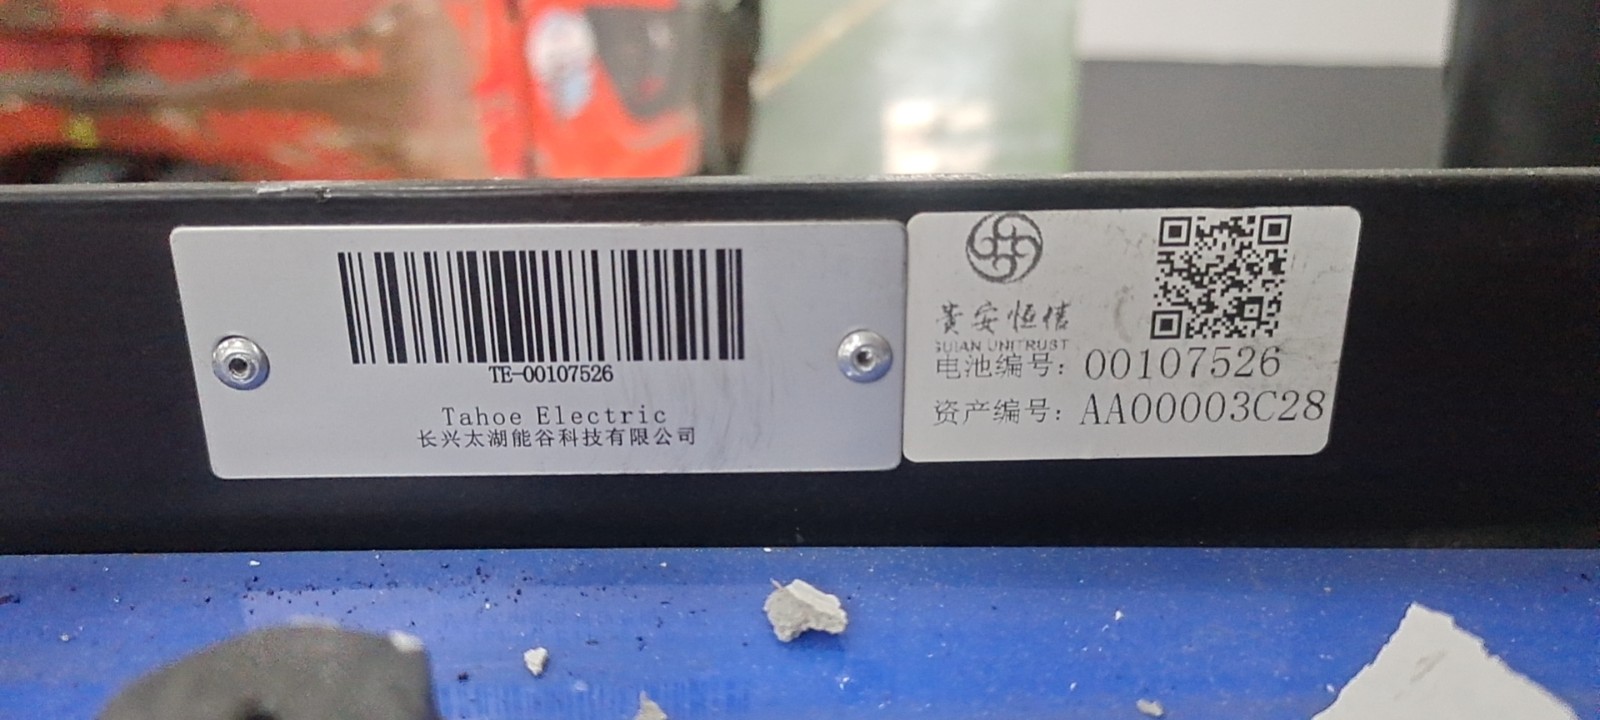 TE-00107526
Tahoe Electric
长兴太湖能谷科技有限公司
贵安恒信
GUIAN UNITRUST
电池编号：00107526
资产编号：AA00003C28